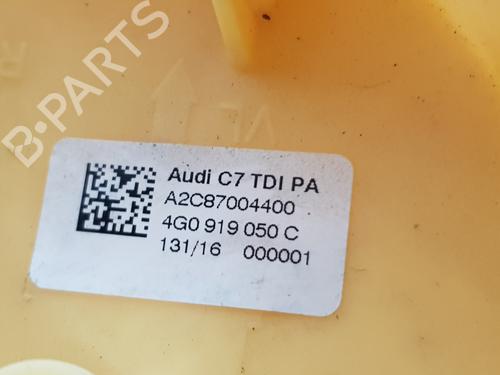 B-PARTS
Audi C7 TDI PA
A2C87004400
4G0 919 050 C
131/16 000001